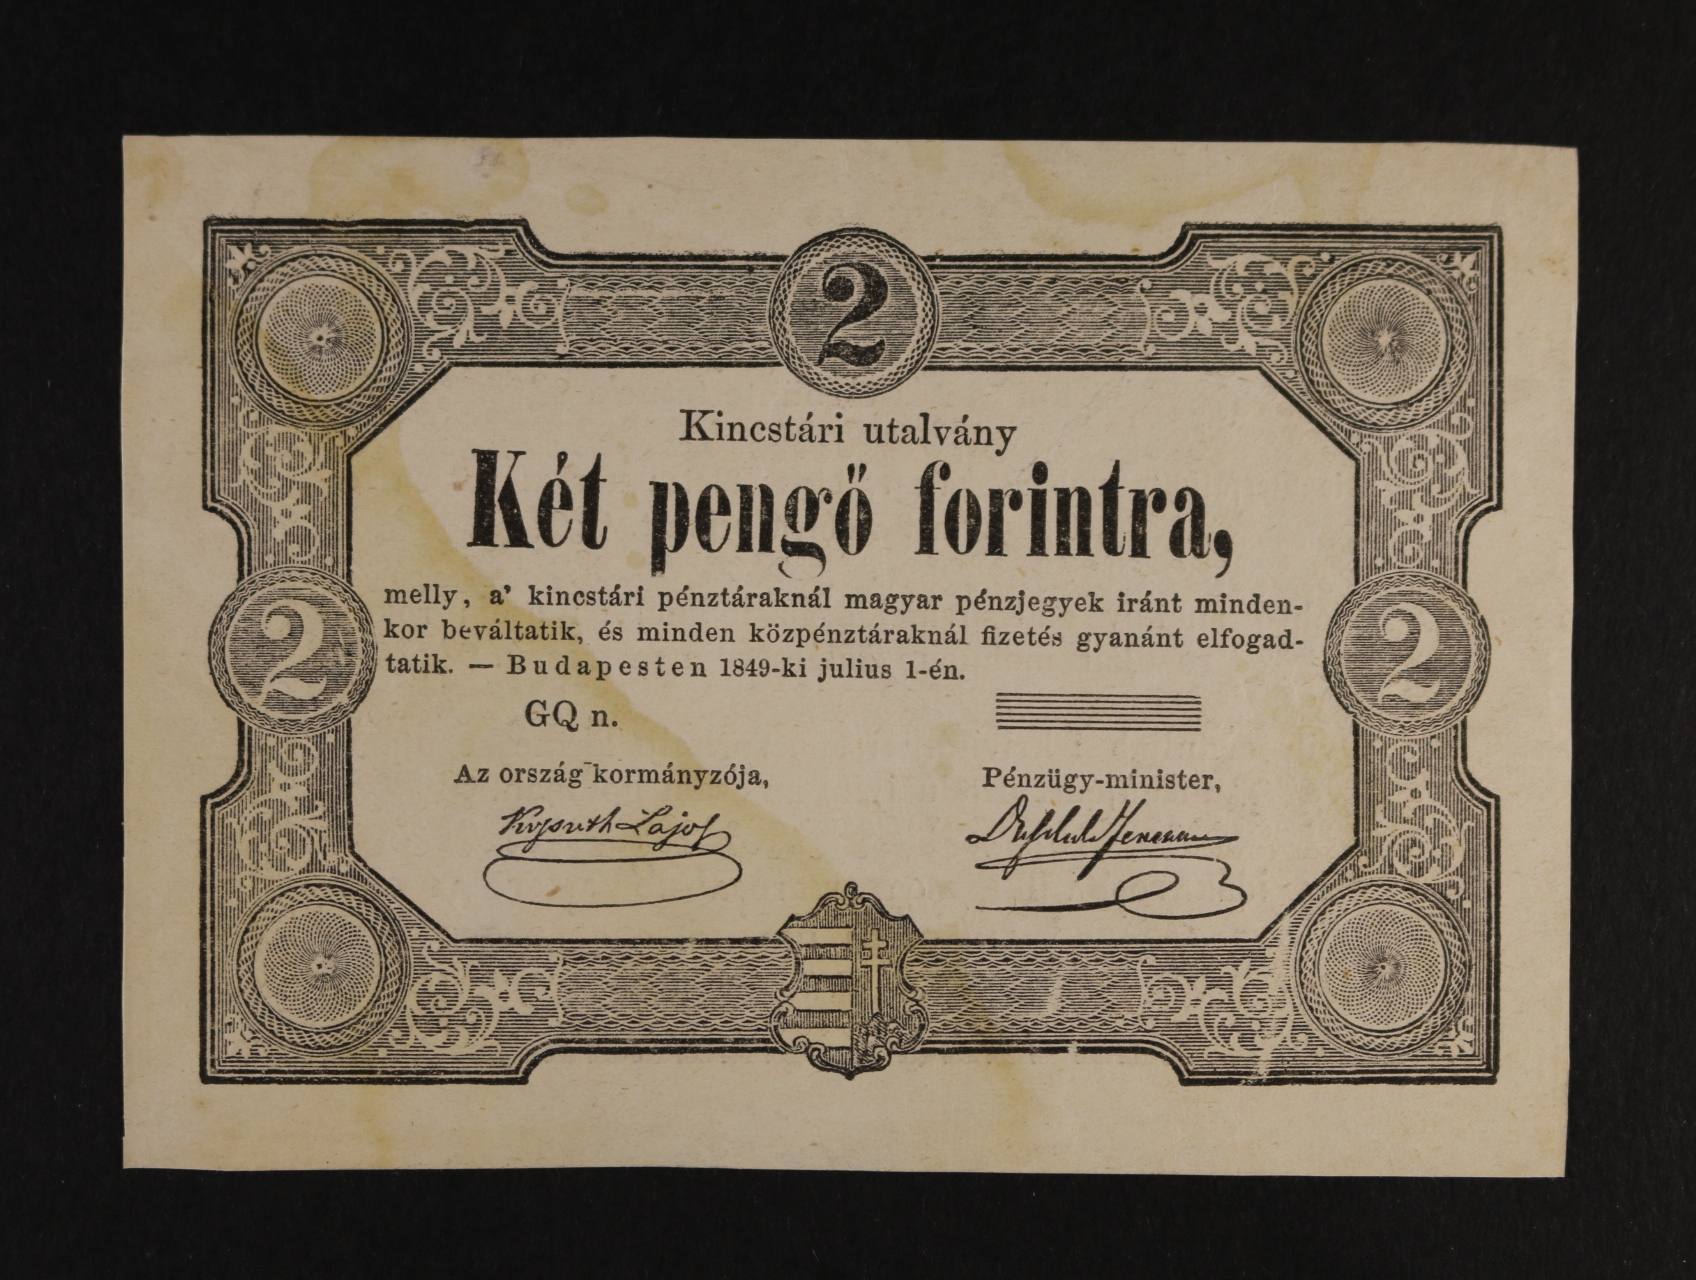 2
Kincstári utalvány
Két pengő forintra,
melly, a' kincstári pénztáraknál magyar pénzjegyek iránt minden-
kor beváltatik, és minden közpénztáraknál fizetés gyanánt elfogad-
tatik. — Budapesten 1849-ki julius 1-én.
2
2
GQ n.
Az ország kormányzója,
Pénzügy-minister,
Kossuth Lajos